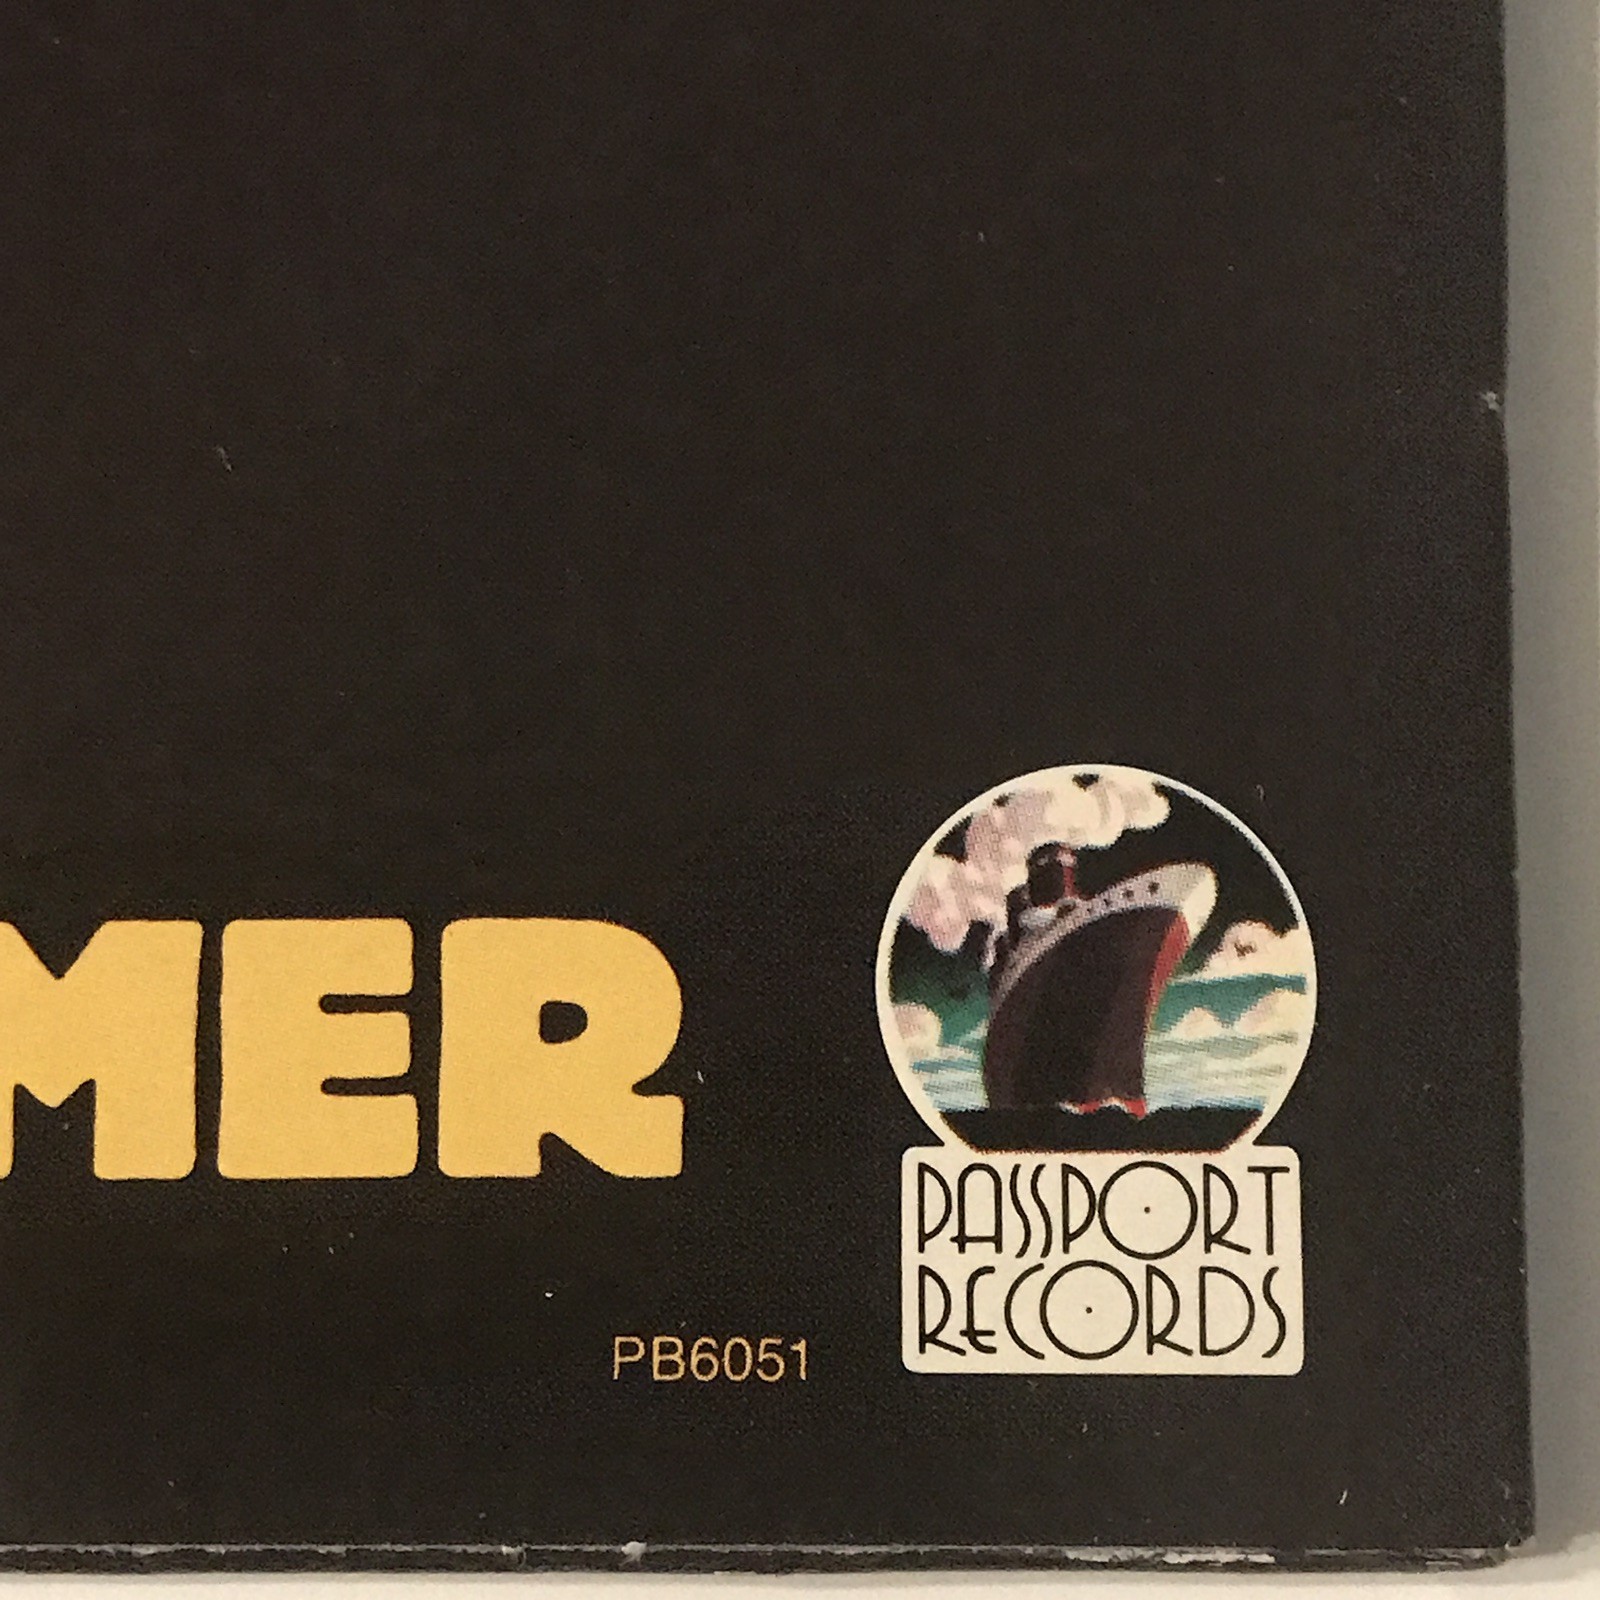 MER
PASSPORT
RECORDS
PB6051